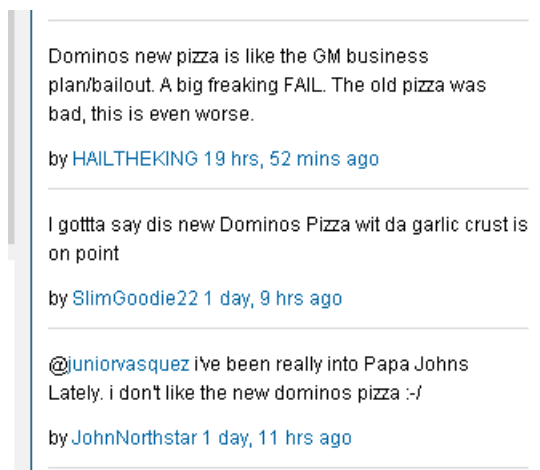 Dominos new pizza is like the GM business
plan/bailout. A big freaking FAIL. The old pizza was
bad, this is even worse.
by HAILTHEKING 19 hrs, 52 mins ago
I gottta say dis new Dominos Pizza wit da garlic crust is
on point
by SlimGoodie22 1 day, 9 hrs ago
@juniorvasquez i've been really into Papa Johns
Lately. i don't like the new dominos pizza :-/
by JohnNorthstar 1 day, 11 hrs ago